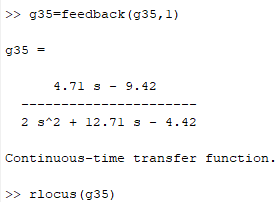 >> g35=feedback(g35,1)
g35 =
4.71 s - 9.42
----------------------
2 s^2 + 12.71 s - 4.42
Continuous-time transfer function.
>> rlocus(g35)